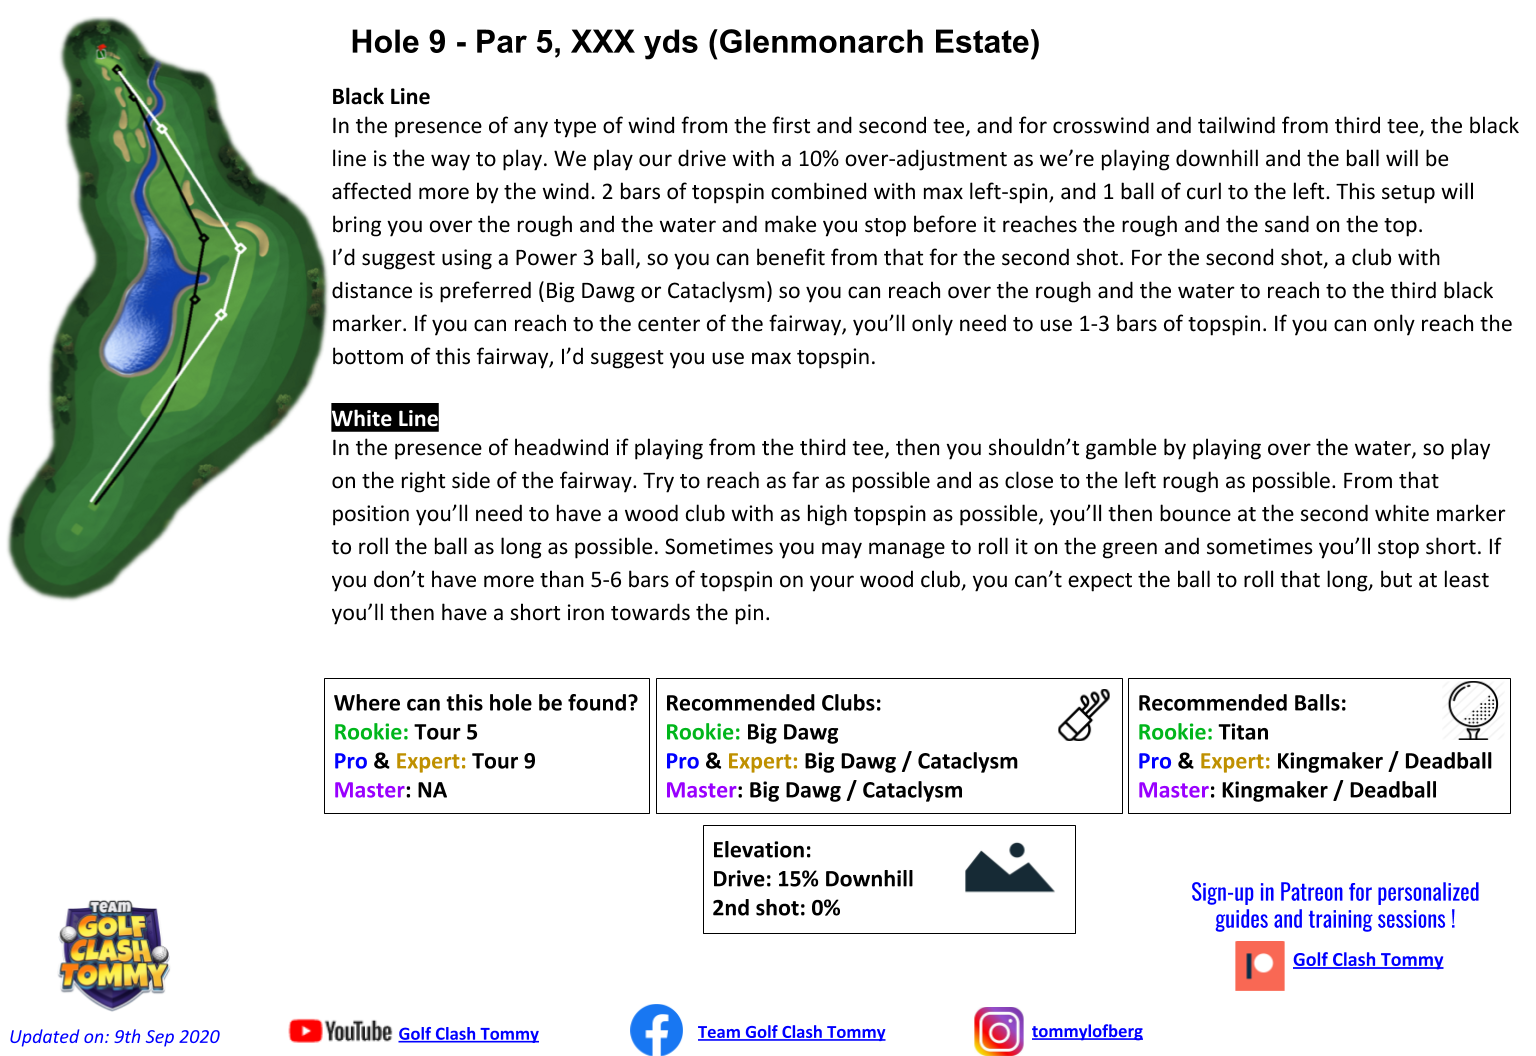 Hole 9 - Par 5, XXX yds (Glenmonarch Estate)
Black Line
In the presence of any type of wind from the first and second tee, and for crosswind and tailwind from third tee, the black
line is the way to play. We play our drive with a 10% over-adjustment as we’re playing downhill and the ball will be
affected more by the wind. 2 bars of topspin combined with max left-spin, and 1 ball of curl to the left. This setup will
bring you over the rough and the water and make you stop before it reaches the rough and the sand on the top.
I’d suggest using a Power 3 ball, so you can benefit from that for the second shot. For the second shot, a club with
distance is preferred (Big Dawg or Cataclysm) so you can reach over the rough and the water to reach to the third black
marker. If you can reach to the center of the fairway, you’ll only need to use 1-3 bars of topspin. If you can only reach the
bottom of this fairway, I’d suggest you use max topspin.
White Line
In the presence of headwind if playing from the third tee, then you shouldn’t gamble by playing over the water, so play
on the right side of the fairway. Try to reach as far as possible and as close to the left rough as possible. From that
position you’ll need to have a wood club with as high topspin as possible, you’ll then bounce at the second white marker
to roll the ball as long as possible. Sometimes you may manage to roll it on the green and sometimes you’ll stop short. If
you don’t have more than 5-6 bars of topspin on your wood club, you can’t expect the ball to roll that long, but at least
you’ll then have a short iron towards the pin.
Where can this hole be found?
Rookie: Tour 5
Pro & Expert: Tour 9
Master: NA
Recommended Clubs:
Rookie: Big Dawg
Pro & Expert: Big Dawg / Cataclysm
Master: Big Dawg / Cataclysm
Recommended Balls:
Rookie: Titan
Pro & Expert: Kingmaker / Deadball
Master: Kingmaker / Deadball
Elevation:
Drive: 15% Downhill
2nd shot: 0%
Sign-up in Patreon for personalized
guides and training sessions !
Golf Clash Tommy
TEAM
GOLF
CLASH
TOMMY
Updated on: 9th Sep 2020
YouTube Golf Clash Tommy
Team Golf Clash Tommy
tommylofberg